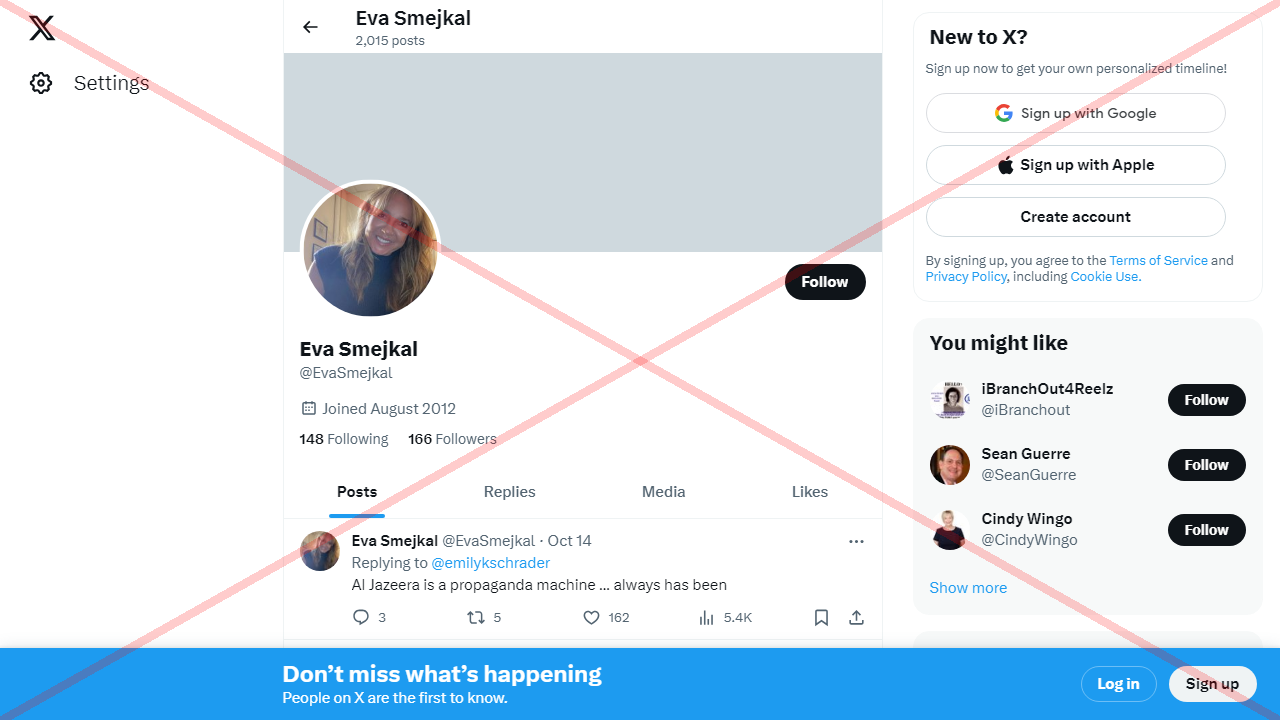 Settings
Eva Smejkal
2,015 posts
Follow
Eva Smejkal
@EvaSmejkal
Joined August 2012
148 Following 166 Followers
Posts Replies Media Likes
Eva Smejkal @EvaSmejkal · Oct 14
Replying to @emilykschrader
Al Jazeera is a propaganda machine ... always has been
3 5 162 5.4K
New to X?
Sign up now to get your own personalized timeline!
Sign up with Google
Sign up with Apple
Create account
By signing up, you agree to the Terms of Service and
Privacy Policy, including Cookie Use.
You might like
iBranchOut4Reelz
@iBranchout
Follow
Sean Guerre
@SeanGuerre
Follow
Cindy Wingo
@CindyWingo
Follow
Show more
Don’t miss what’s happening
People on X are the first to know.
Log in
Sign up